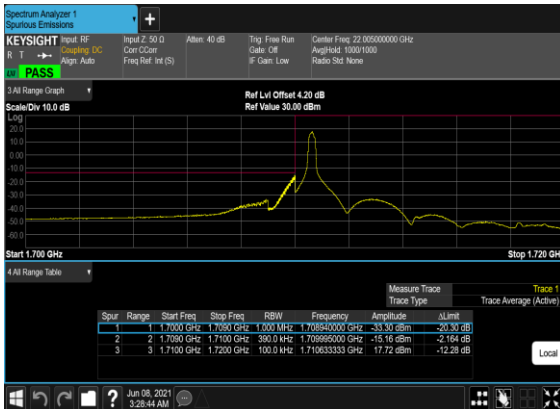 Spectrum Analyzer 1
Spurious Emissions
KEYSIGHT Input: RF Input Z: 50 Ω Atten: 40 dB Trig: Free Run Center Freq: 22.005000000 GHz
R T Coupling: DC Corr CCorr Gate: Off Avg|Hold: 1000/1000
Align: Auto Freq Ref: Int (S) IF Gain: Low Radio Std: None
PASS
3 All Range Graph
Ref Lvl Offset 4.20 dB
Scale/Div 10.0 dB Ref Value 30.00 dBm
Log
20.0
10.0
0.00
-10.0
-20.0
-30.0
-40.0
-50.0
-60.0
Start 1.700 GHz Stop 1.720 GH
4 All Range Table
Measure Trace Trace 1
Trace Type Trace Average (Active)
Spur Range Start Freq Stop Freq RBW Frequency Amplitude ΔLimit
1 1 1.7000 GHz 1.7090 GHz 1.000 MHz 1.708940000 GHz -33.30 dBm -20.30 dB
2 2 1.7090 GHz 1.7100 GHz 390.0 kHz 1.709995000 GHz -15.16 dBm -2.164 dB
3 3 1.7100 GHz 1.7200 GHz 100.0 kHz 1.710633333 GHz 17.72 dBm -12.28 dB
Local
? Jun 08, 2021
3:28:44 AM